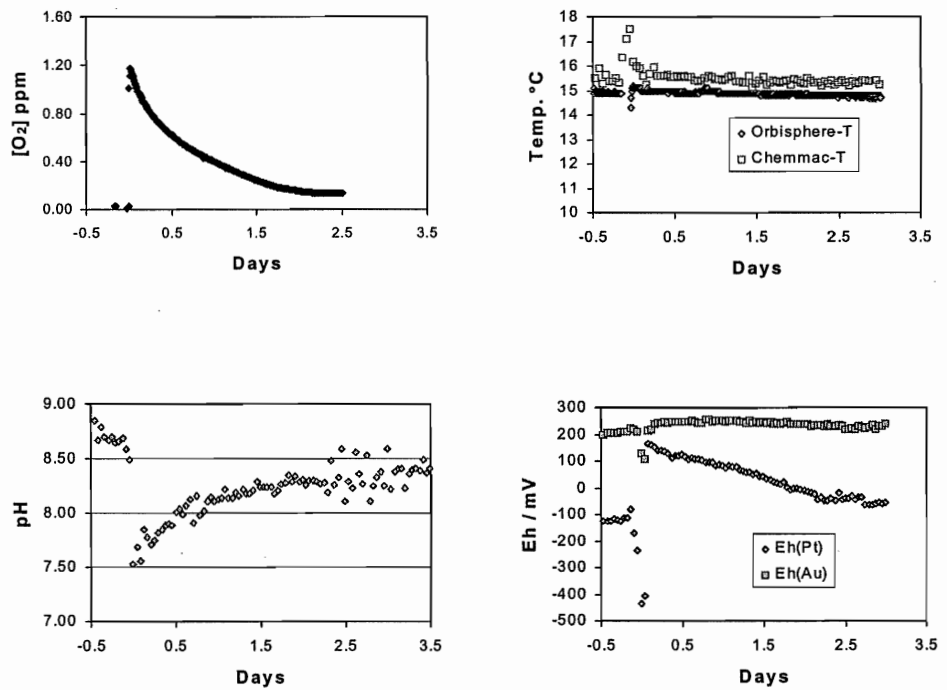 1.60
1.20
0.80
0.40
0.00
[O₂] ppm
-0.5 0.5 1.5 2.5 3.5
Days
18
17
16
15
14
13
12
11
10
Temp. °C
Orbisphere-T
Chemmac-T
-0.5 0.5 1.5 2.5 3.5
Days
9.00
8.50
8.00
7.50
7.00
pH
-0.5 0.5 1.5 2.5 3.5
Days
300
200
100
0
-100
-200
-300
-400
-500
Eh / mV
Eh(Pt)
Eh(Au)
-0.5 0.5 1.5 2.5 3.5
Days